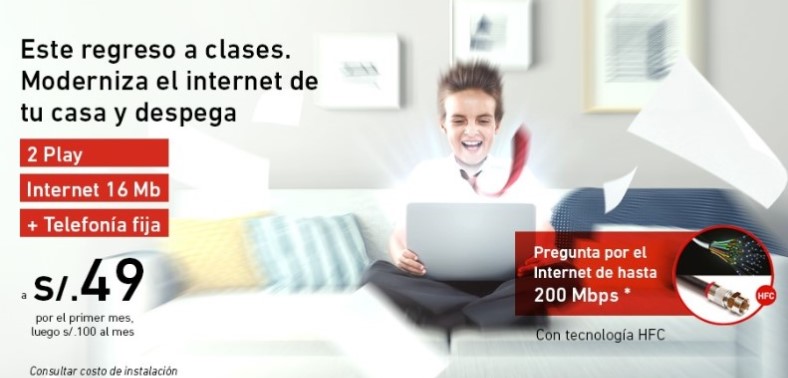 Este regreso a clases.
Moderniza el internet de
tu casa y despega
2 Play
Internet 16 Mb
+ Telefonía fija
a S/.49
por el primer mes,
luego s/.100 al mes
Consultar costo de instalación
Pregunta por el
Internet de hasta
200 Mbps *
HFC
Con tecnología HFC